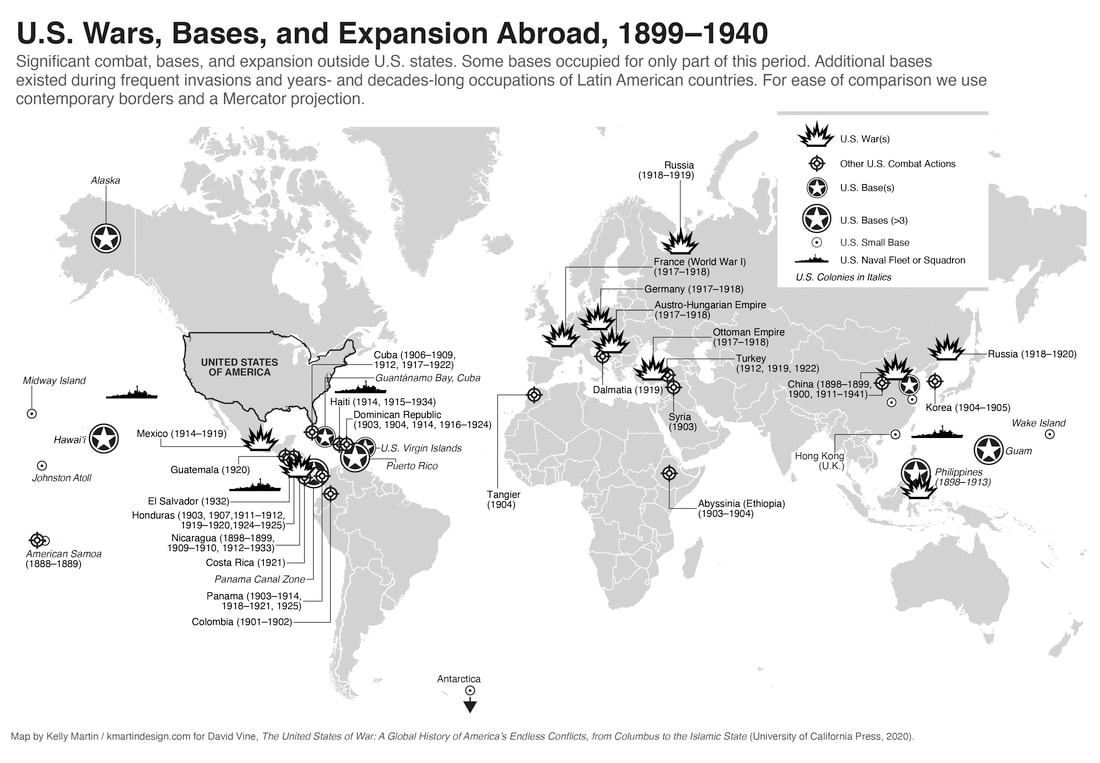 U.S. Wars, Bases, and Expansion Abroad, 1899–1940
Significant combat, bases, and expansion outside U.S. states. Some bases occupied for only part of this period. Additional bases
existed during frequent invasions and years- and decades-long occupations of Latin American countries. For ease of comparison we use
contemporary borders and a Mercator projection.
U.S. War(s)
Other U.S. Combat Actions
U.S. Base(s)
U.S. Bases (>3)
U.S. Small Base
U.S. Naval Fleet or Squadron
U.S. Colonies in Italics
Alaska
Russia
(1918–1919)
France (World War I)
(1917–1918)
Germany (1917–1918)
Austro-Hungarian Empire
(1917–1918)
Ottoman Empire
(1917–1918)
Turkey
(1912, 1919, 1922)
Dalmatia (1919)
Syria
(1903)
Tangier
(1904)
Abyssinia (Ethiopia)
(1903–1904)
China (1898–1899,
1900, 1911–1941)
Russia (1918–1920)
Korea (1904–1905)
Hong Kong
(U.K.)
Wake Island
Guam
Philippines
(1898–1913)
UNITED STATES
OF AMERICA
Cuba (1906–1909,
1912, 1917–1922)
Guantánamo Bay, Cuba
Haiti (1914, 1915–1934)
Dominican Republic
(1903, 1904, 1914, 1916–1924)
U.S. Virgin Islands
Puerto Rico
Midway Island
Hawai‘i
Johnston Atoll
American Samoa
(1888–1889)
Mexico (1914–1919)
Guatemala (1920)
El Salvador (1932)
Honduras (1903, 1907,1911–1912,
1919–1920,1924–1925)
Nicaragua (1898–1899,
1909–1910, 1912–1933)
Costa Rica (1921)
Panama Canal Zone
Panama (1903–1914,
1918–1921, 1925)
Colombia (1901–1902)
Antarctica
Map by Kelly Martin / kmartindesign.com for David Vine, The United States of War: A Global History of America’s Endless Conflicts, from Columbus to the Islamic State (University of California Press, 2020).